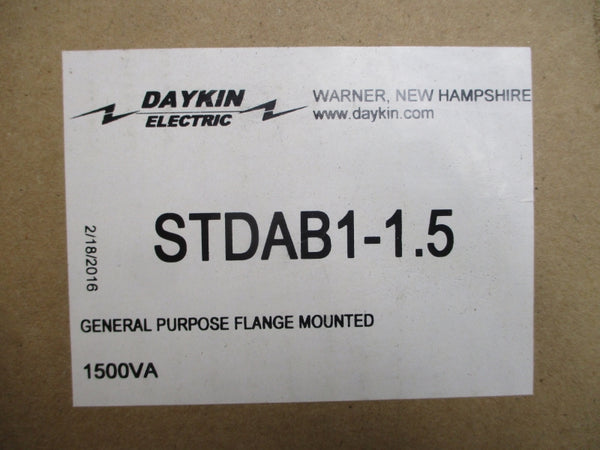 DAYKIN
ELECTRIC
WARNER, NEW HAMPSHIRE
www.daykin.com
STDAB1-1.5
2/18/2016
GENERAL PURPOSE FLANGE MOUNTED
1500VA